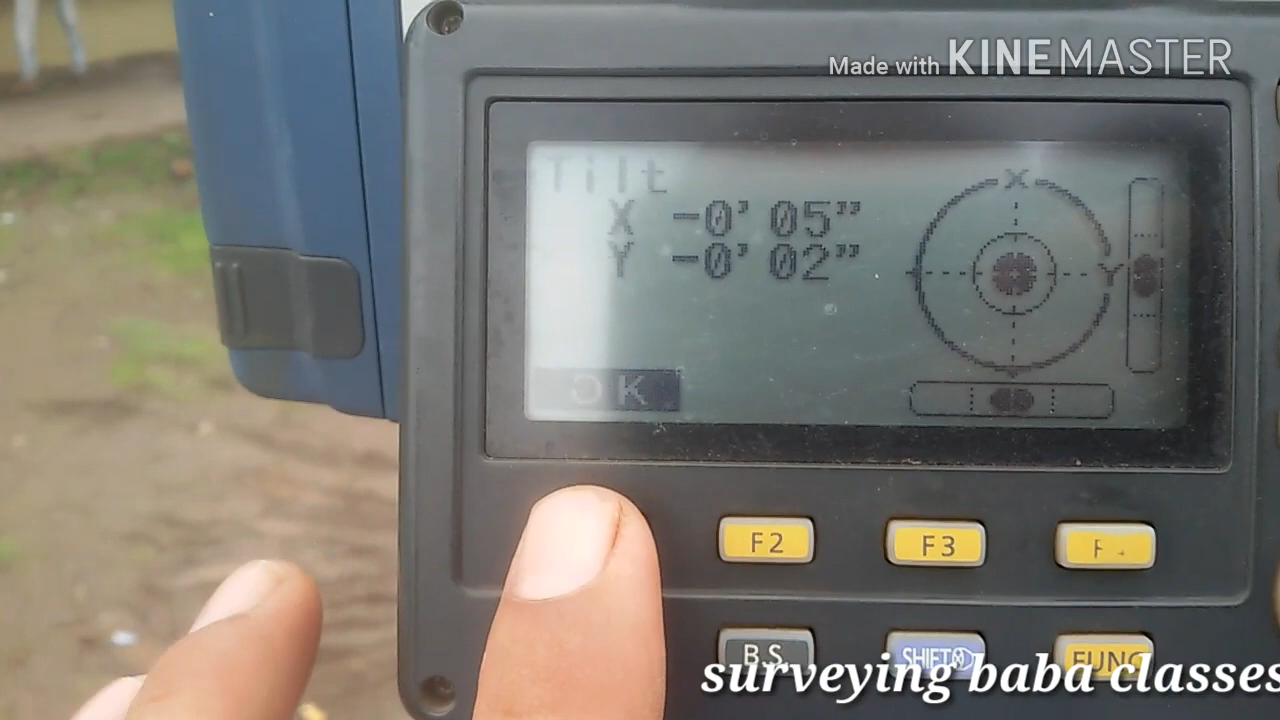 Made with KINEMASTER
Tilt
X -0' 05"
Y -0' 02"
X
Y
OK
F2 F3
B.S. SHIFT FUNC
surveying baba classes